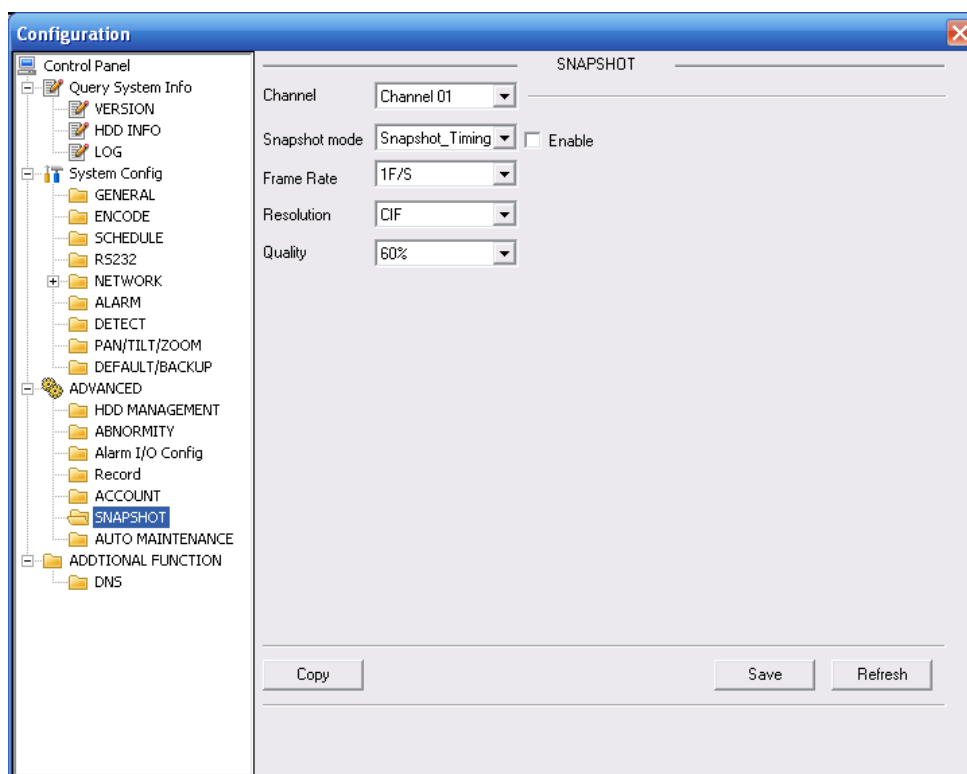 Configuration
Control Panel
Query System Info
VERSION
HDD INFO
LOG
System Config
GENERAL
ENCODE
SCHEDULE
RS232
NETWORK
ALARM
DETECT
PAN/TILT/ZOOM
DEFAULT/BACKUP
ADVANCED
HDD MANAGEMENT
ABNORMITY
Alarm I/O Config
Record
ACCOUNT
SNAPSHOT
AUTO MAINTENANCE
ADDTIONAL FUNCTION
DNS
SNAPSHOT
Channel Channel 01
Snapshot mode Snapshot_Timing Enable
Frame Rate 1F/S
Resolution CIF
Quality 60%
Copy Save Refresh